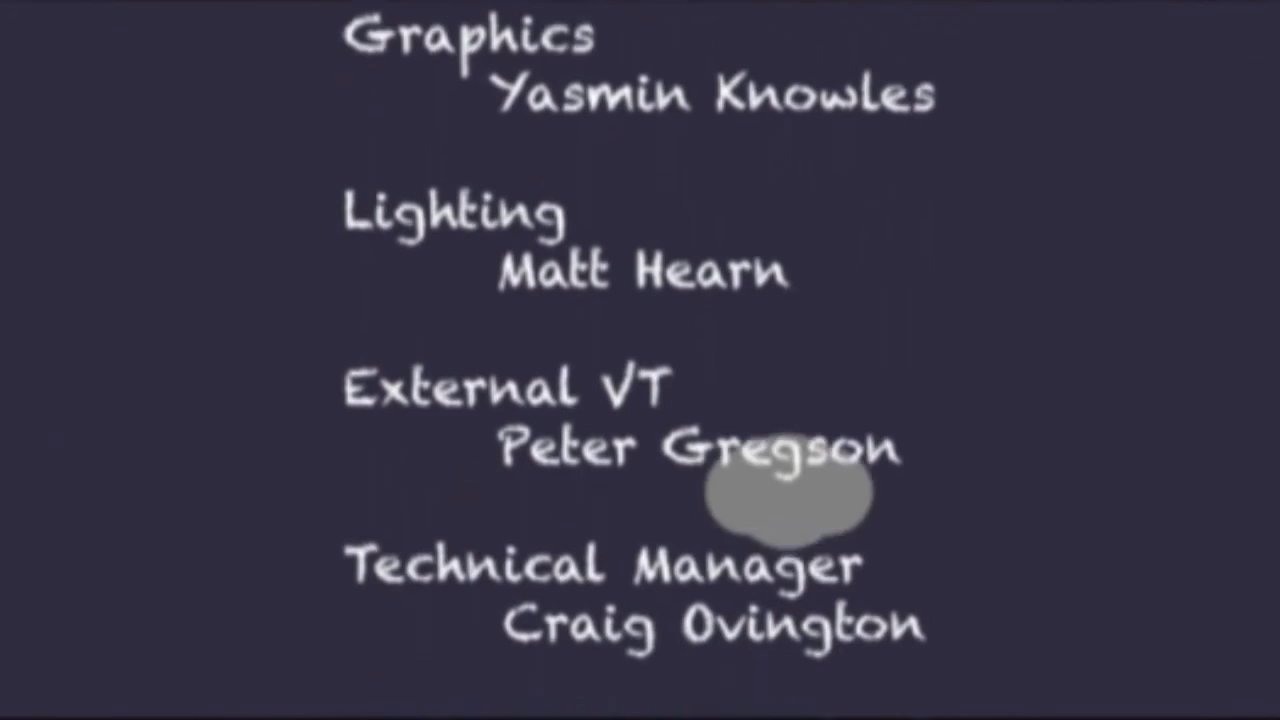 Graphics
Yasmin Knowles
Lighting
Matt Hearn
External VT
Peter Gregson
Technical Manager
Craig Ovington